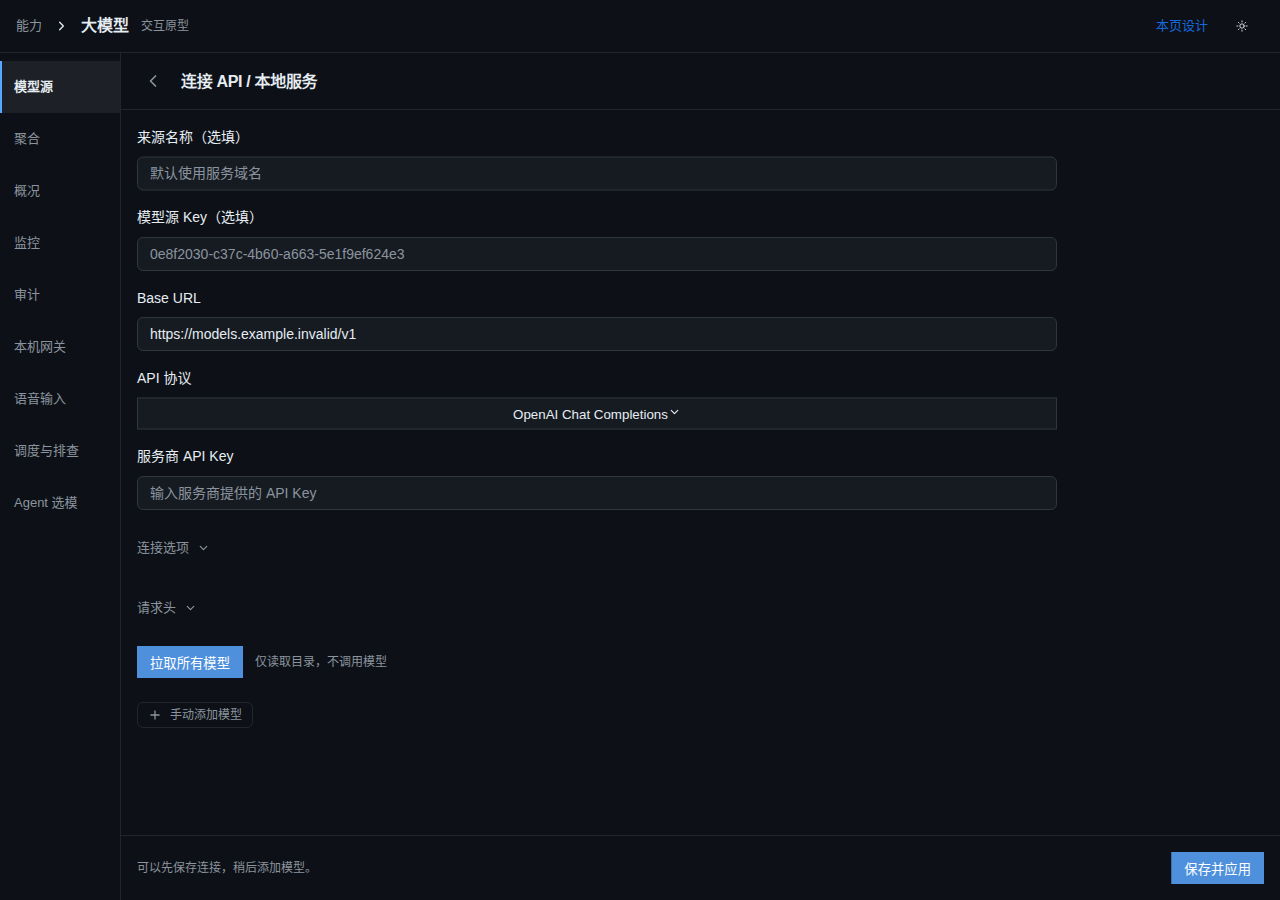 能力 > 大模型 交互原型
本页设计
模型源
聚合
概况
监控
审计
本机网关
语音输入
调度与排查
Agent 选模
连接 API / 本地服务
来源名称（选填）
默认使用服务域名
模型源 Key（选填）
0e8f2030-c37c-4b60-a663-5e1f9ef624e3
Base URL
https://models.example.invalid/v1
API 协议
OpenAI Chat Completions
服务商 API Key
输入服务商提供的 API Key
连接选项
请求头
拉取所有模型 仅读取目录，不调用模型
+ 手动添加模型
可以先保存连接，稍后添加模型。
保存并应用